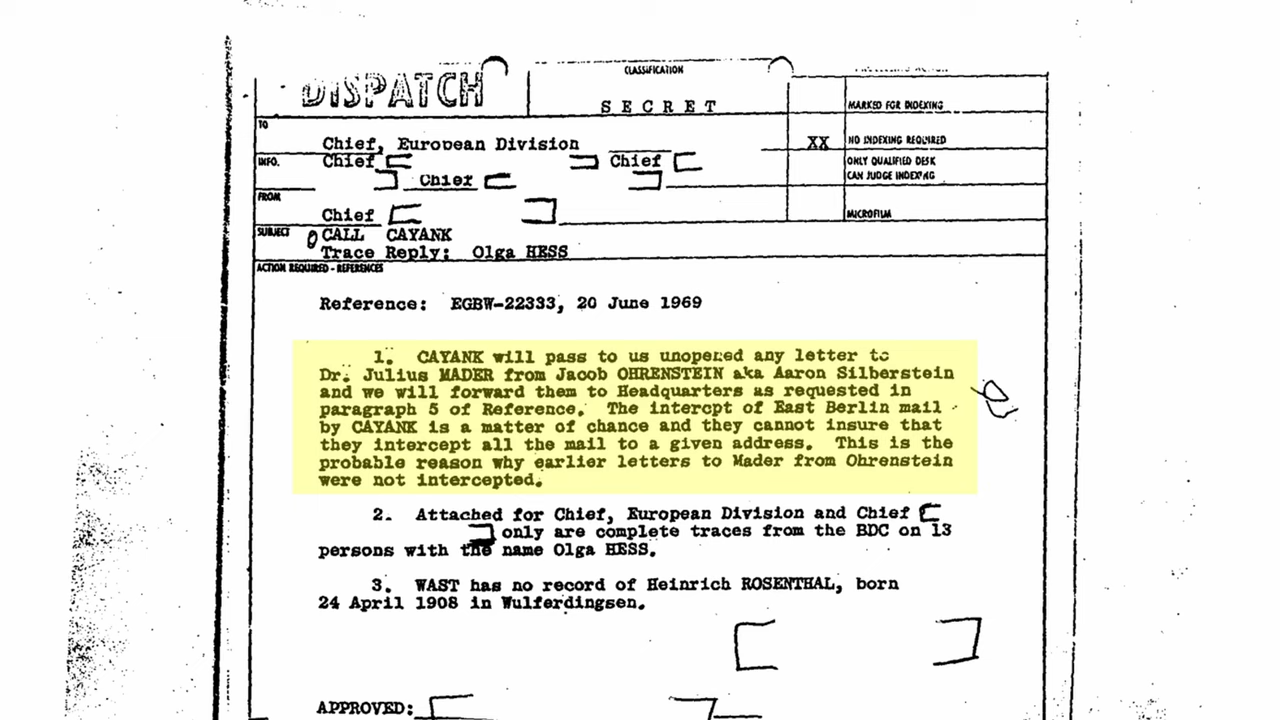 DISPATCH
CLASSIFICATION
SECRET
MARKED FOR INDEXING
TO
Chief, European Division
XX NO INDEXING REQUIRED
INFO.
Chief Chief
ONLY QUALIFIED DESK
CAN JUDGE INDEXING
Chief
FROM
Chief
MICROFILM
SUBJECT
CALL CAYANK
Trace Reply: Olga HESS
ACTION REQUIRED - REFERENCES
Reference: EGBW-22333, 20 June 1969
1. CAYANK will pass to us unopened any letter to
Dr. Julius MADER from Jacob OHRENSTEIN aka Aaron Silberstein
and we will forward them to Headquarters as requested in
paragraph 5 of Reference. The intercpt of East Berlin mail
by CAYANK is a matter of chance and they cannot insure that
they intercept all the mail to a given address. This is the
probable reason why earlier letters to Mader from Ohrenstein
were not intercepted.
2. Attached for Chief, European Division and Chief
only are complete traces from the BDC on 13
persons with the name Olga HESS.
3. WAST has no record of Heinrich ROSENTHAL, born
24 April 1908 in Wulferdingsen.
APPROVED: